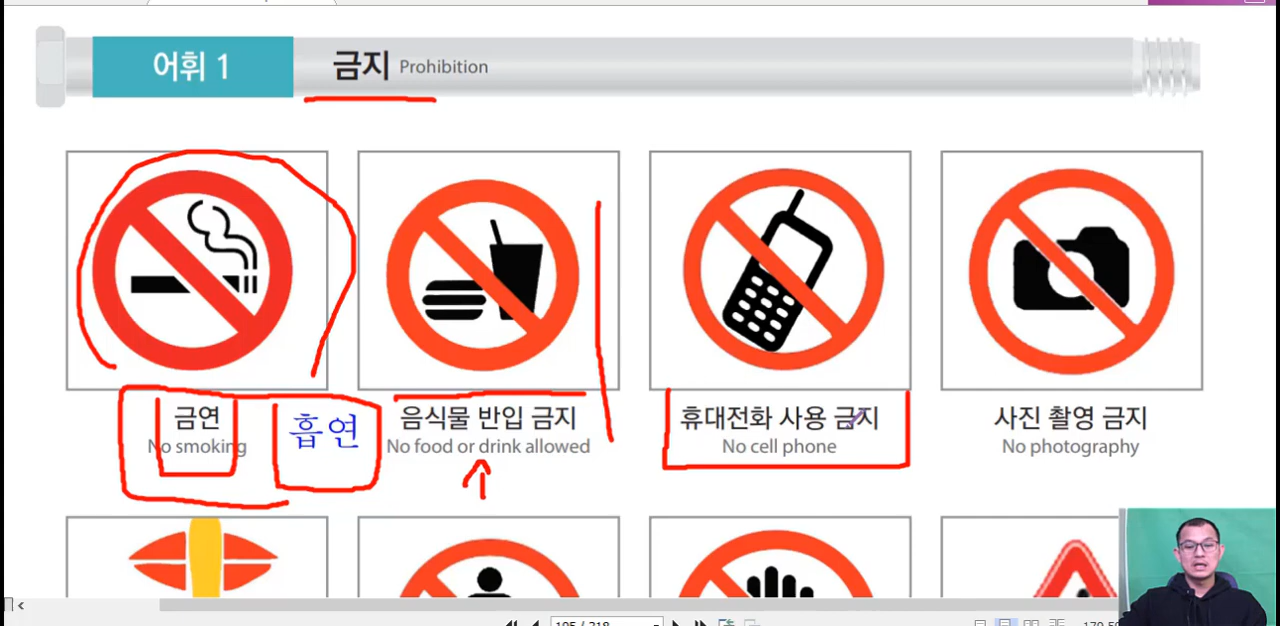 어휘 1 금지 Prohibition
금연 흡연 음식물 반입 금지 휴대전화 사용 금지 사진 촬영 금지
No smoking No food or drink allowed No cell phone No photography